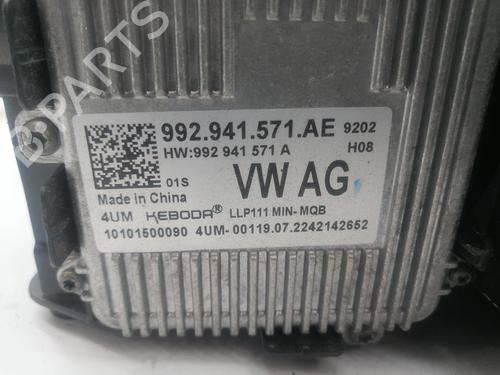 B PARTS
992.941.571.AE 9202
HW:992 941 571 A H08
01S VW AG
Made in China
4UM KEBODA® LLP111 MIN-MQB
10101500090 4UM-00119.07.2242142652